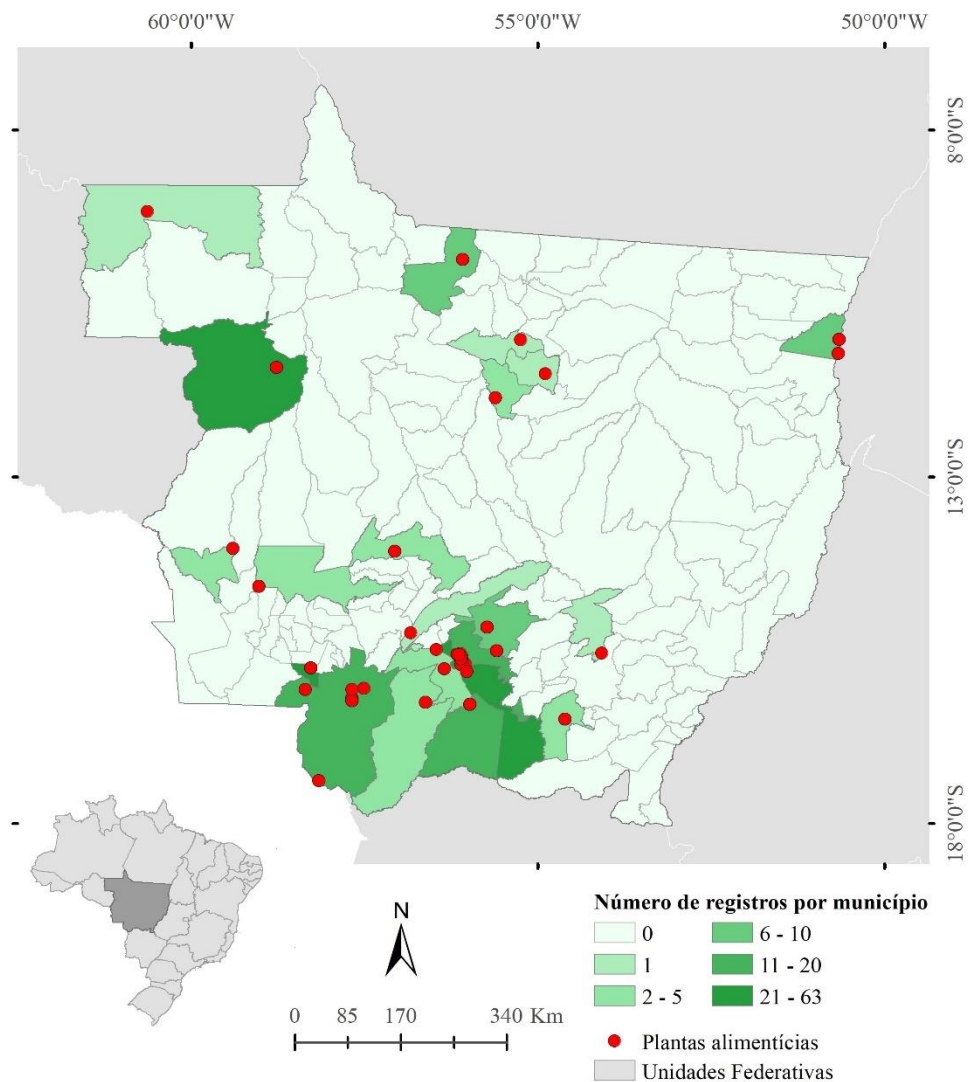 60°0'0"W 55°0'0"W 50°0'0"W
8°0'0"S
13°0'0"S
18°0'0"S
N
0 85 170 340 Km
Número de registros por município
0 6 - 10
1 11 - 20
2 - 5 21 - 63
Plantas alimentícias
Unidades Federativas